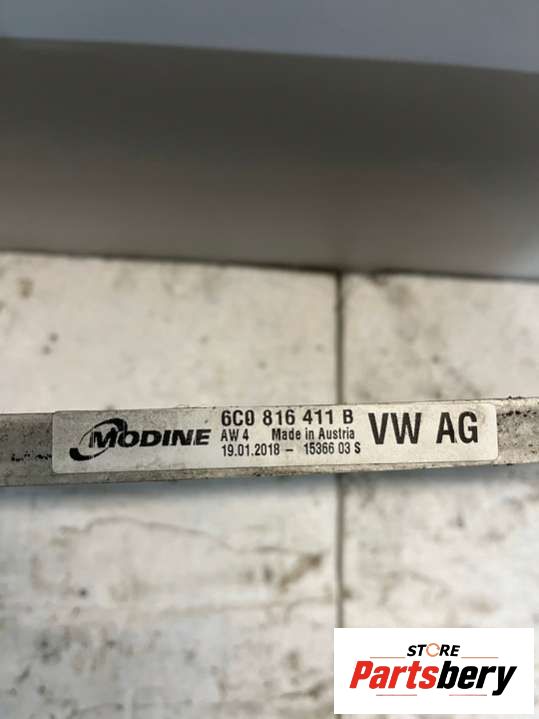 MODINE
6C0 816 411 B
AW 4 Made in Austria
19.01.2018 - 15366 03 S
VW AG
STORE
Partsbery